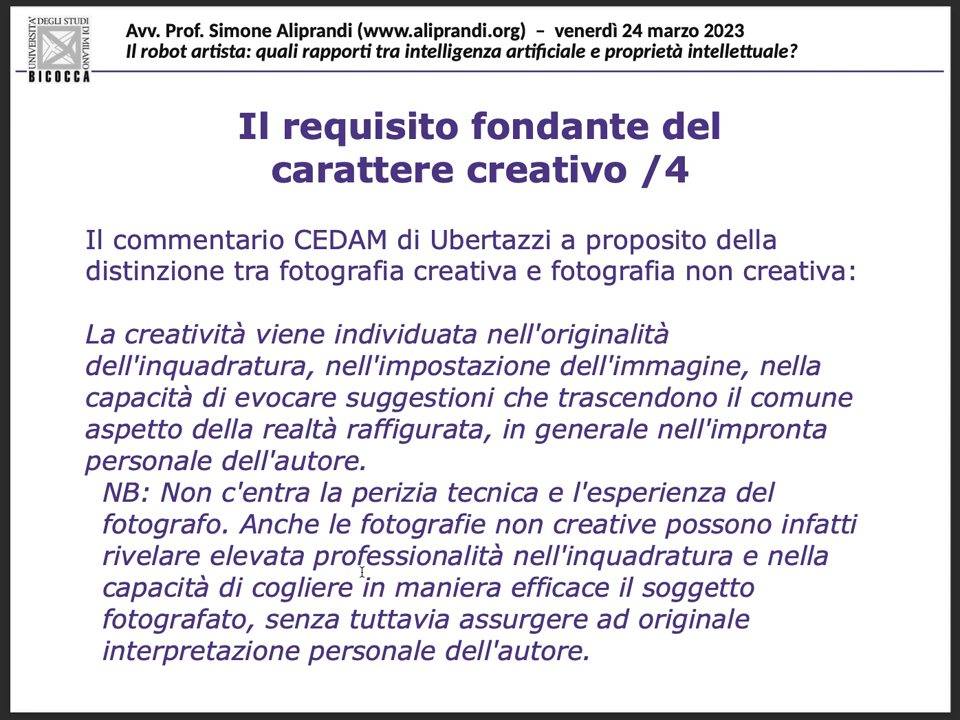 UNIVERSITÀ
DEGLI STUDI
DI MILANO
BICOCCA
Avv. Prof. Simone Aliprandi (www.aliprandi.org) – venerdì 24 marzo 2023
Il robot artista: quali rapporti tra intelligenza artificiale e proprietà intellettuale?
Il requisito fondante del
carattere creativo /4
Il commentario CEDAM di Ubertazzi a proposito della
distinzione tra fotografia creativa e fotografia non creativa:
La creatività viene individuata nell'originalità
dell'inquadratura, nell'impostazione dell'immagine, nella
capacità di evocare suggestioni che trascendono il comune
aspetto della realtà raffigurata, in generale nell'impronta
personale dell'autore.
NB: Non c'entra la perizia tecnica e l'esperienza del
fotografo. Anche le fotografie non creative possono infatti
rivelare elevata professionalità nell'inquadratura e nella
capacità di cogliere in maniera efficace il soggetto
fotografato, senza tuttavia assurgere ad originale
interpretazione personale dell'autore.